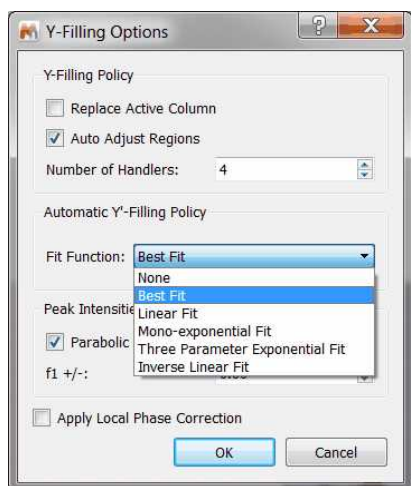 Y-Filling Options
Y-Filling Policy
Replace Active Column
Auto Adjust Regions
Number of Handlers: 4
Automatic Y'-Filling Policy
Fit Function: Best Fit
None
Best Fit
Linear Fit
Peak Intensitie
Mono-exponential Fit
Parabolic
Three Parameter Exponential Fit
Inverse Linear Fit
f1 +/-:
Apply Local Phase Correction
OK Cancel